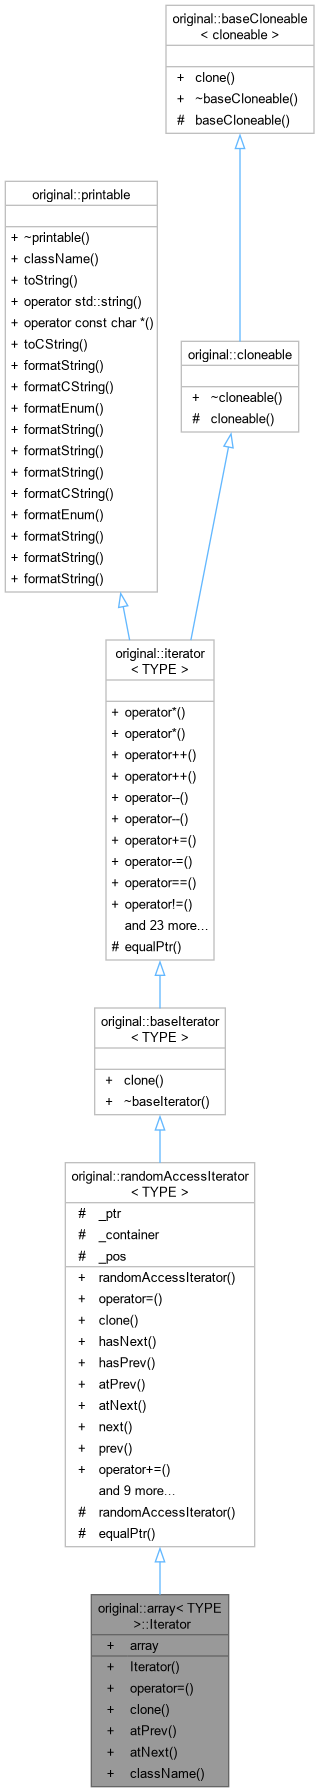 original::baseCloneable
< cloneable >
+ clone()
+ ~baseCloneable()
# baseCloneable()
original::printable
+ ~printable()
+ className()
+ toString()
+ operator std::string()
+ operator const char *()
+ toCString()
+ formatString()
+ formatCString()
+ formatEnum()
+ formatString()
+ formatString()
+ formatString()
+ formatCString()
+ formatEnum()
+ formatString()
+ formatString()
+ formatString()
original::cloneable
+ ~cloneable()
# cloneable()
original::iterator
< TYPE >
+ operator*()
+ operator*()
+ operator++()
+ operator++()
+ operator--()
+ operator--()
+ operator+=()
+ operator-=()
+ operator==()
+ operator!=()
and 23 more...
# equalPtr()
original::baseIterator
< TYPE >
+ clone()
+ ~baseIterator()
original::randomAccessIterator
< TYPE >
# _ptr
# _container
# _pos
+ randomAccessIterator()
+ operator=()
+ clone()
+ hasNext()
+ hasPrev()
+ atPrev()
+ atNext()
+ next()
+ prev()
+ operator+=()
and 9 more...
# randomAccessIterator()
# equalPtr()
original::array< TYPE
>::Iterator
+ array
+ Iterator()
+ operator=()
+ clone()
+ atPrev()
+ atNext()
+ className()